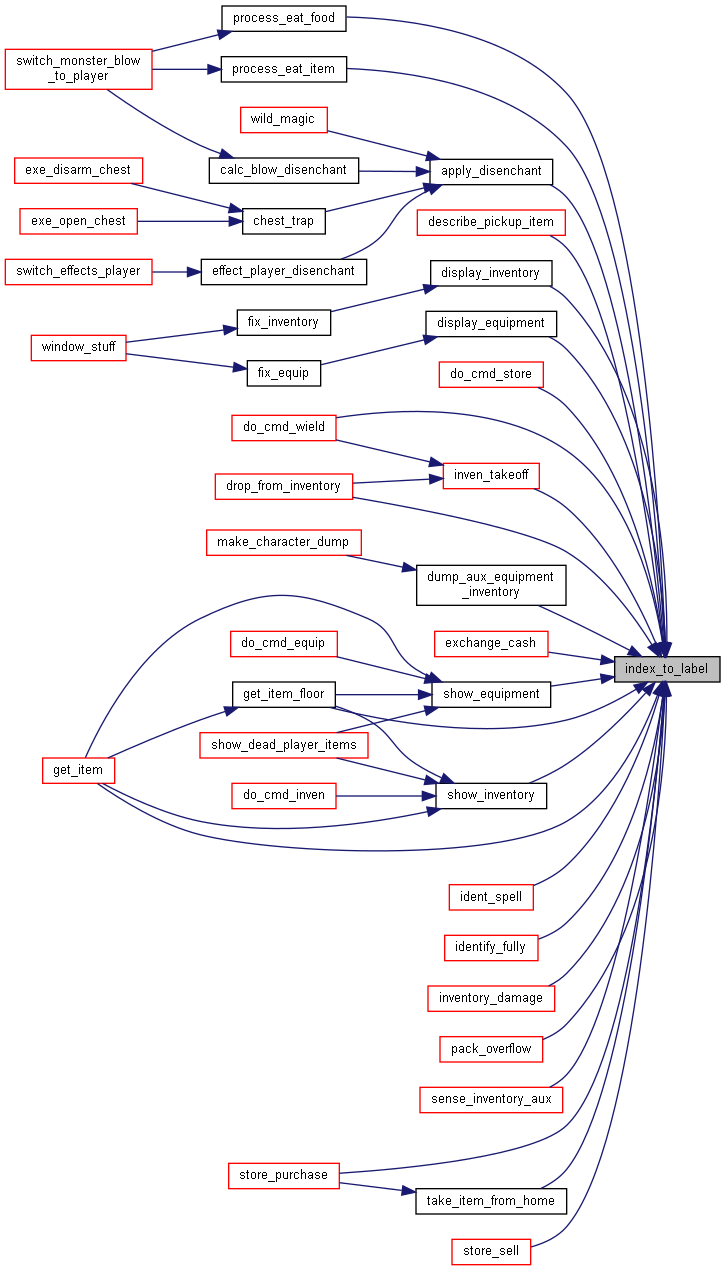 process_eat_food
switch_monster_blow
_to_player
process_eat_item
wild_magic
exe_disarm_chest
calc_blow_disenchant
apply_disenchant
exe_open_chest
chest_trap
describe_pickup_item
switch_effects_player
effect_player_disenchant
display_inventory
fix_inventory
display_equipment
window_stuff
fix_equip
do_cmd_store
do_cmd_wield
inven_takeoff
drop_from_inventory
make_character_dump
dump_aux_equipment
_inventory
do_cmd_equip
exchange_cash
index_to_label
get_item_floor
show_equipment
show_dead_player_items
get_item
do_cmd_inven
show_inventory
ident_spell
identify_fully
inventory_damage
pack_overflow
sense_inventory_aux
store_purchase
take_item_from_home
store_sell